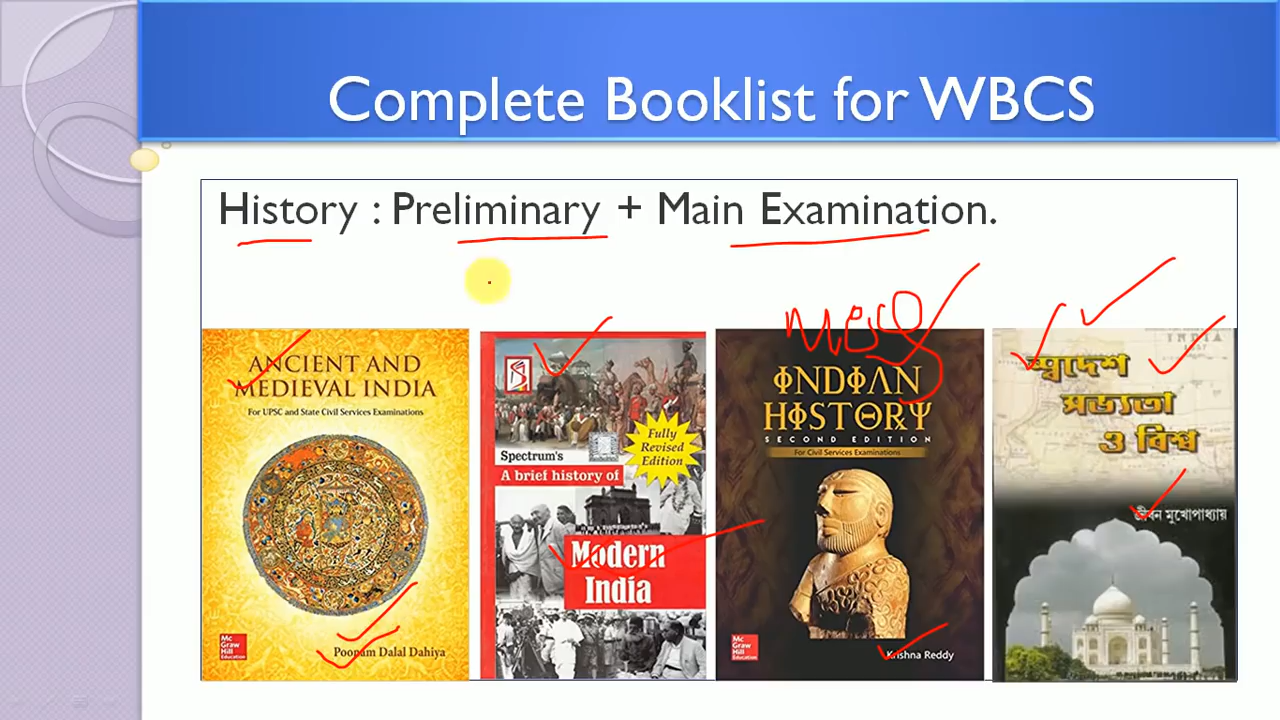 Complete Booklist for WBCS
History : Preliminary + Main Examination.
ANCIENT AND
MEDIEVAL INDIA
For UPSC and State Civil Services Examinations
Mc
Graw
Hill
Education
Poonam Dalal Dahiya
Fully
Revised
Edition
Spectrum's
A brief history of
Modern
India
INDIAN
HISTORY
SECOND EDITION
For Civil Services Examinations
Mc
Graw
Hill
Education
Krishna Reddy
INDIA
স্বদেশ
সভ্যতা
ও বিশ্ব
জীবন মুখোপাধ্যায়